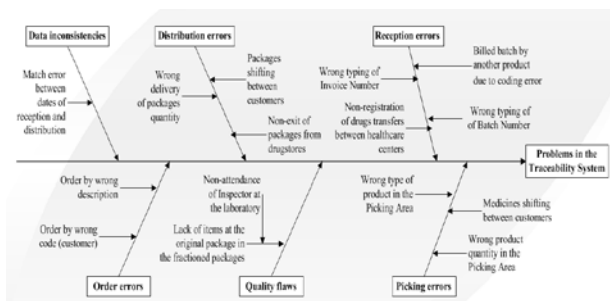 Data inconsistencies
Distribution errors
Reception errors
Match error
between
dates of
reception and
distribution
Wrong
delivery
of packages
quantity
Packages
shifting
between
customers
Non-exit of
packages from
drugstores
Wrong typing of
Invoice Number
Non-registration
of drugs transfers
between healthcare
centers
Billed batch by
another product
due to coding error
Wrong typing of
of Batch Number
Problems in the
Traceability System
Order by wrong
description
Order by wrong
code (customer)
Non-attendance
of Inspector at
the laboratory
Lack of items at the
original package in
the fractioned packages
Wrong type of
product in the
Picking Area
Medicines shifting
between customers
Wrong product
quantity in the
Picking Area
Order errors
Quality flaws
Picking errors